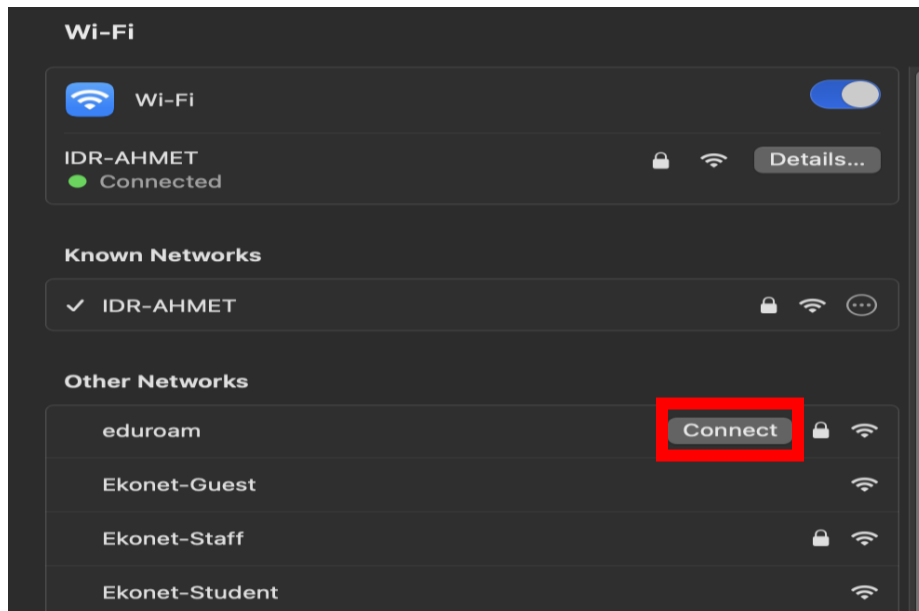 Wi-Fi
Wi-Fi
IDR-AHMET
Details...
Connected
Known Networks
IDR-AHMET
Other Networks
eduroam
Connect
Ekonet-Guest
Ekonet-Staff
Ekonet-Student